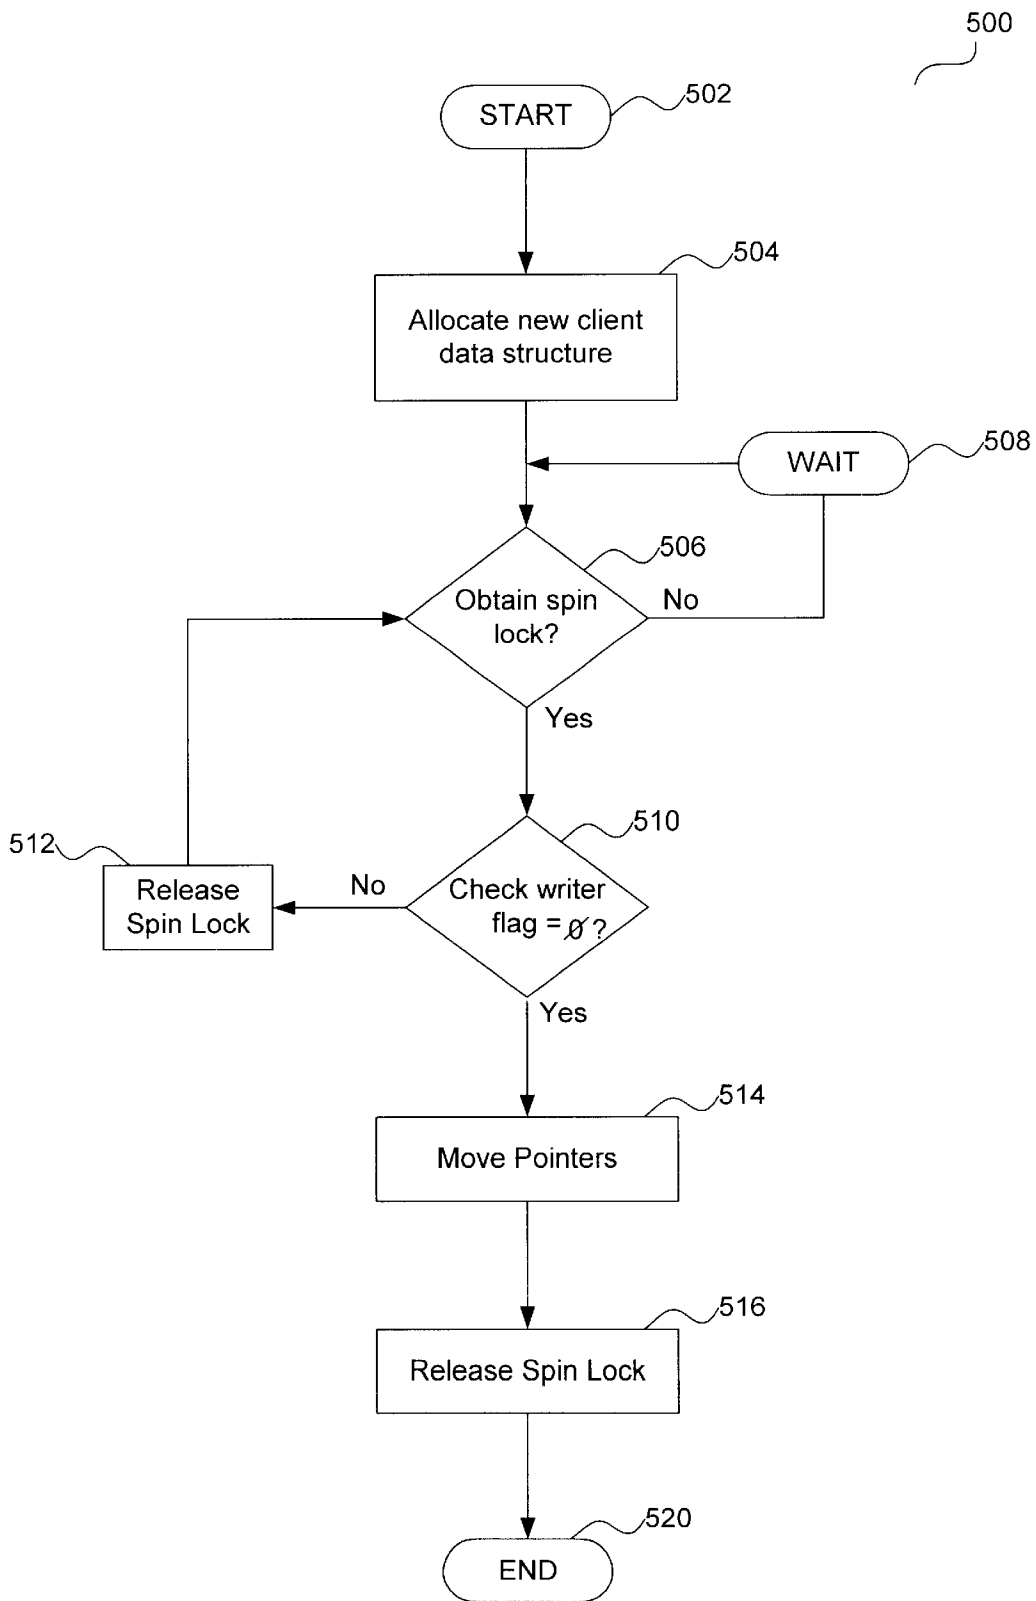 500
START
502
504
Allocate new client
data structure
WAIT
508
506
Obtain spin
lock?
No
Yes
510
512
Release
Spin Lock
No
Check writer
flag = 0̸ ?
Yes
514
Move Pointers
516
Release Spin Lock
520
END